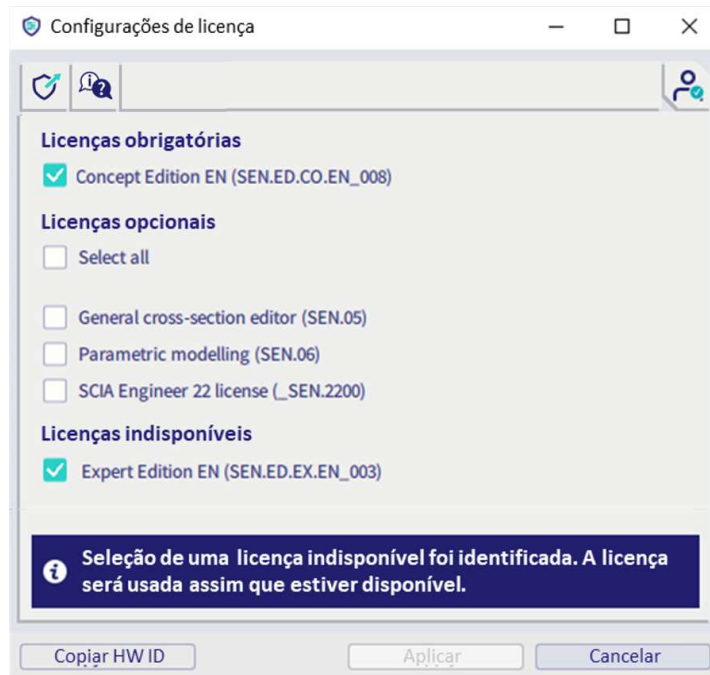 Configurações de licença
Licenças obrigatórias
Concept Edition EN (SEN.ED.CO.EN_008)
Licenças opcionais
Select all
General cross-section editor (SEN.05)
Parametric modelling (SEN.06)
SCIA Engineer 22 license (_SEN.2200)
Licenças indisponíveis
Expert Edition EN (SEN.ED.EX.EN_003)
Seleção de uma licença indisponível foi identificada. A licença
será usada assim que estiver disponível.
Copiar HW ID
Aplicar
Cancelar